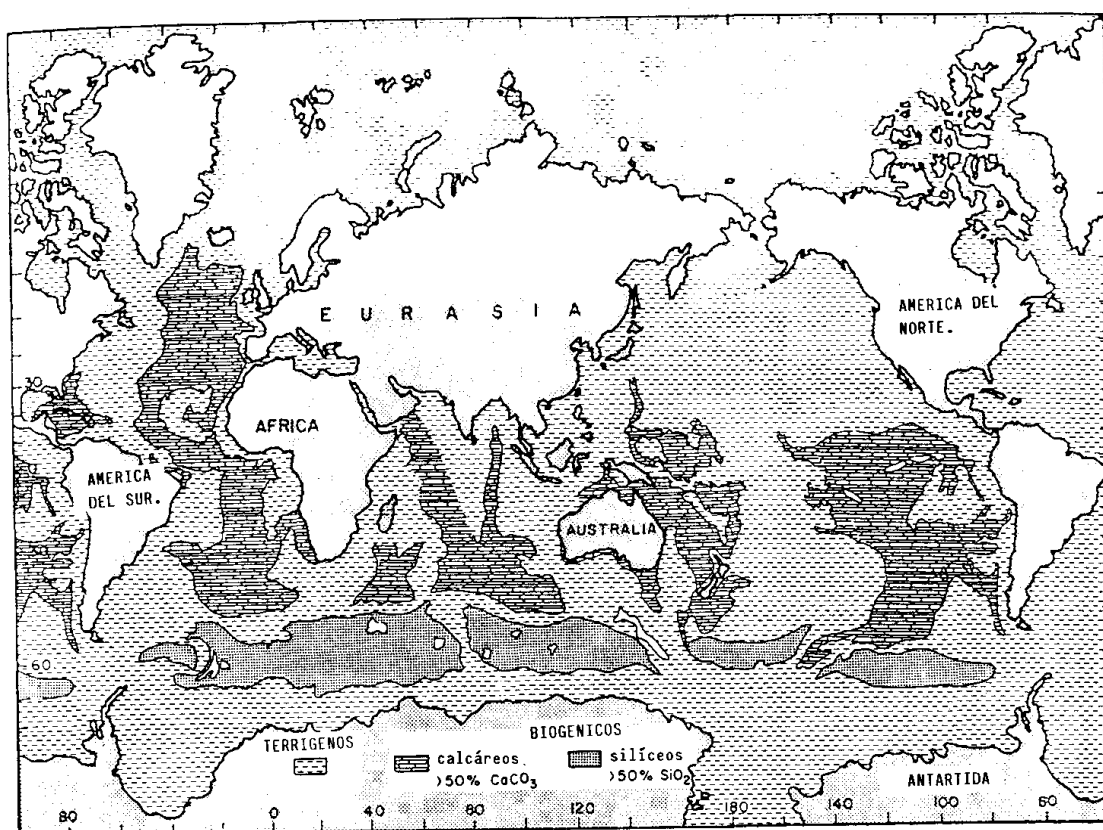 E U R A S I A
AMERICA DEL
NORTE.
30
AFRICA
AMERICA
DEL SUR.
AUSTRALIA
30
60
TERRIGENOS
BIOGENICOS
calcáreos
>50% CaCO3
silíceos
>50% SiO2
ANTARTIDA
80
0
40
80
120
180
140
100
60